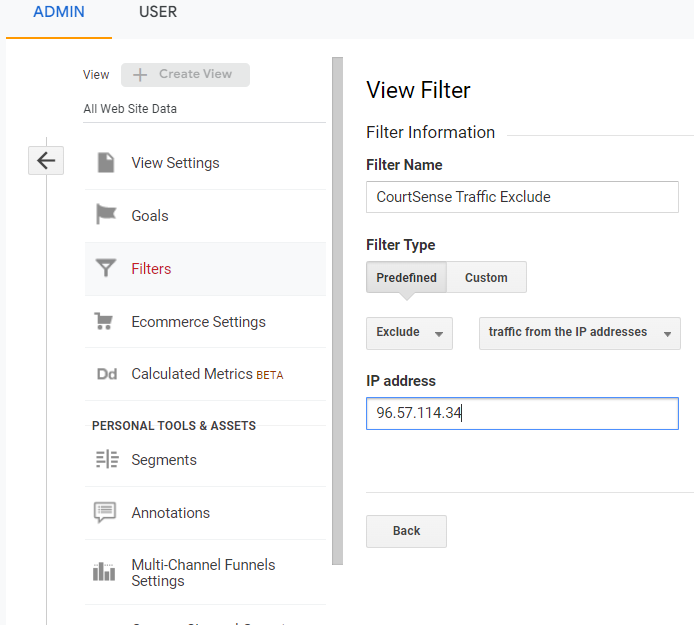 ADMIN
USER
View
Create View
All Web Site Data
View Settings
Goals
Filters
Ecommerce Settings
Dd
Calculated Metrics BETA
PERSONAL TOOLS & ASSETS
Segments
Annotations
Multi-Channel Funnels
Settings
View Filter
Filter Information
Filter Name
CourtSense Traffic Exclude
Filter Type
Predefined
Custom
Exclude
traffic from the IP addresses
IP address
96.57.114.34
Back